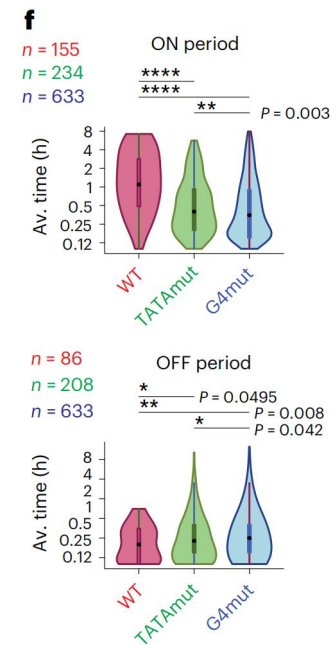 f
ON period
n = 155
n = 234
n = 633
****
****
**
P = 0.003
Av. time (h)
8
4
2
1
0.5
0.25
0.12
WT
TATAmut
G4mut
OFF period
n = 86
n = 208
n = 633
*
P = 0.0495
**
P = 0.008
*
P = 0.042
Av. time (h)
8
4
2
1
0.5
0.25
0.12
WT
TATAmut
G4mut